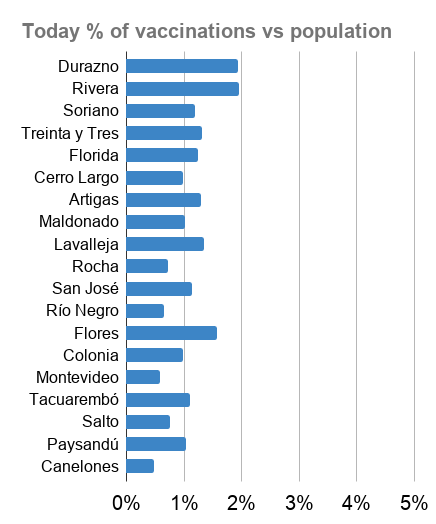 Today % of vaccinations vs population
Durazno
Rivera
Soriano
Treinta y Tres
Florida
Cerro Largo
Artigas
Maldonado
Lavalleja
Rocha
San José
Río Negro
Flores
Colonia
Montevideo
Tacuarembó
Salto
Paysandú
Canelones
0% 1% 2% 3% 4% 5%